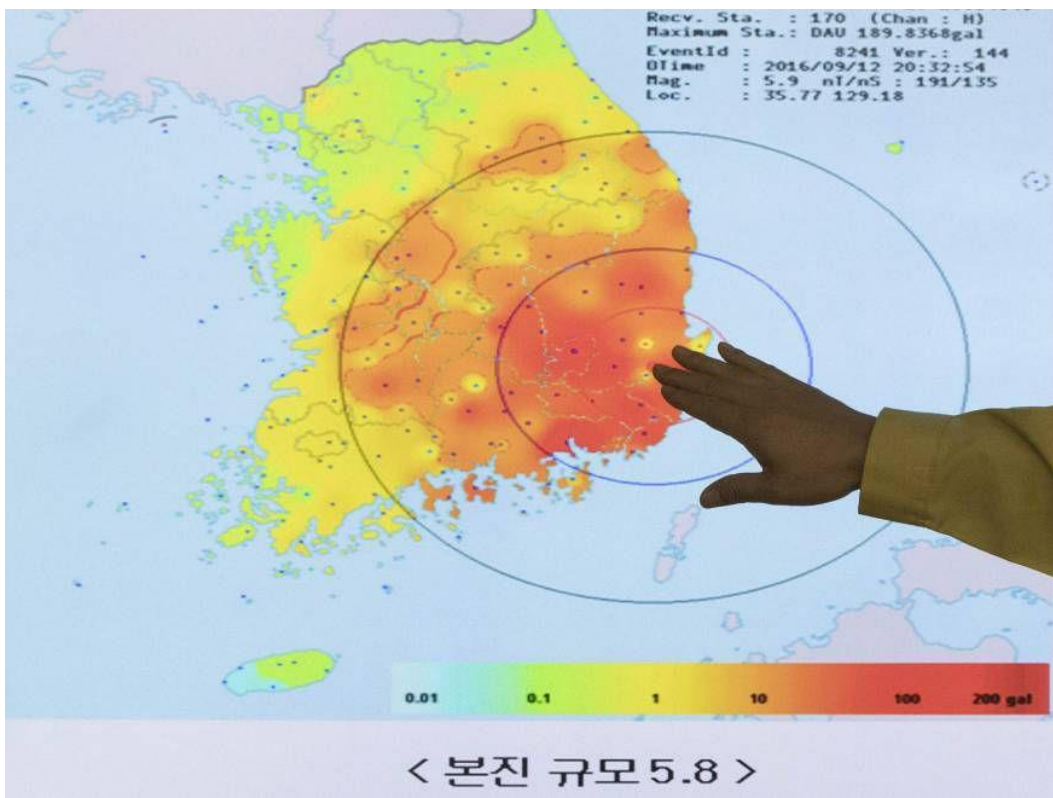 Recv. Sta. : 170 (Chan : H)
Maximum Sta.: DAU 189.8368gal
EventId : 8241 Ver.: 144
OTime : 2016/09/12 20:32:54
Mag. : 5.9 nT/nS : 191/135
Loc. : 35.77 129.18
0.01 0.1 1 10 100 200 gal
< 본진 규모 5.8 >